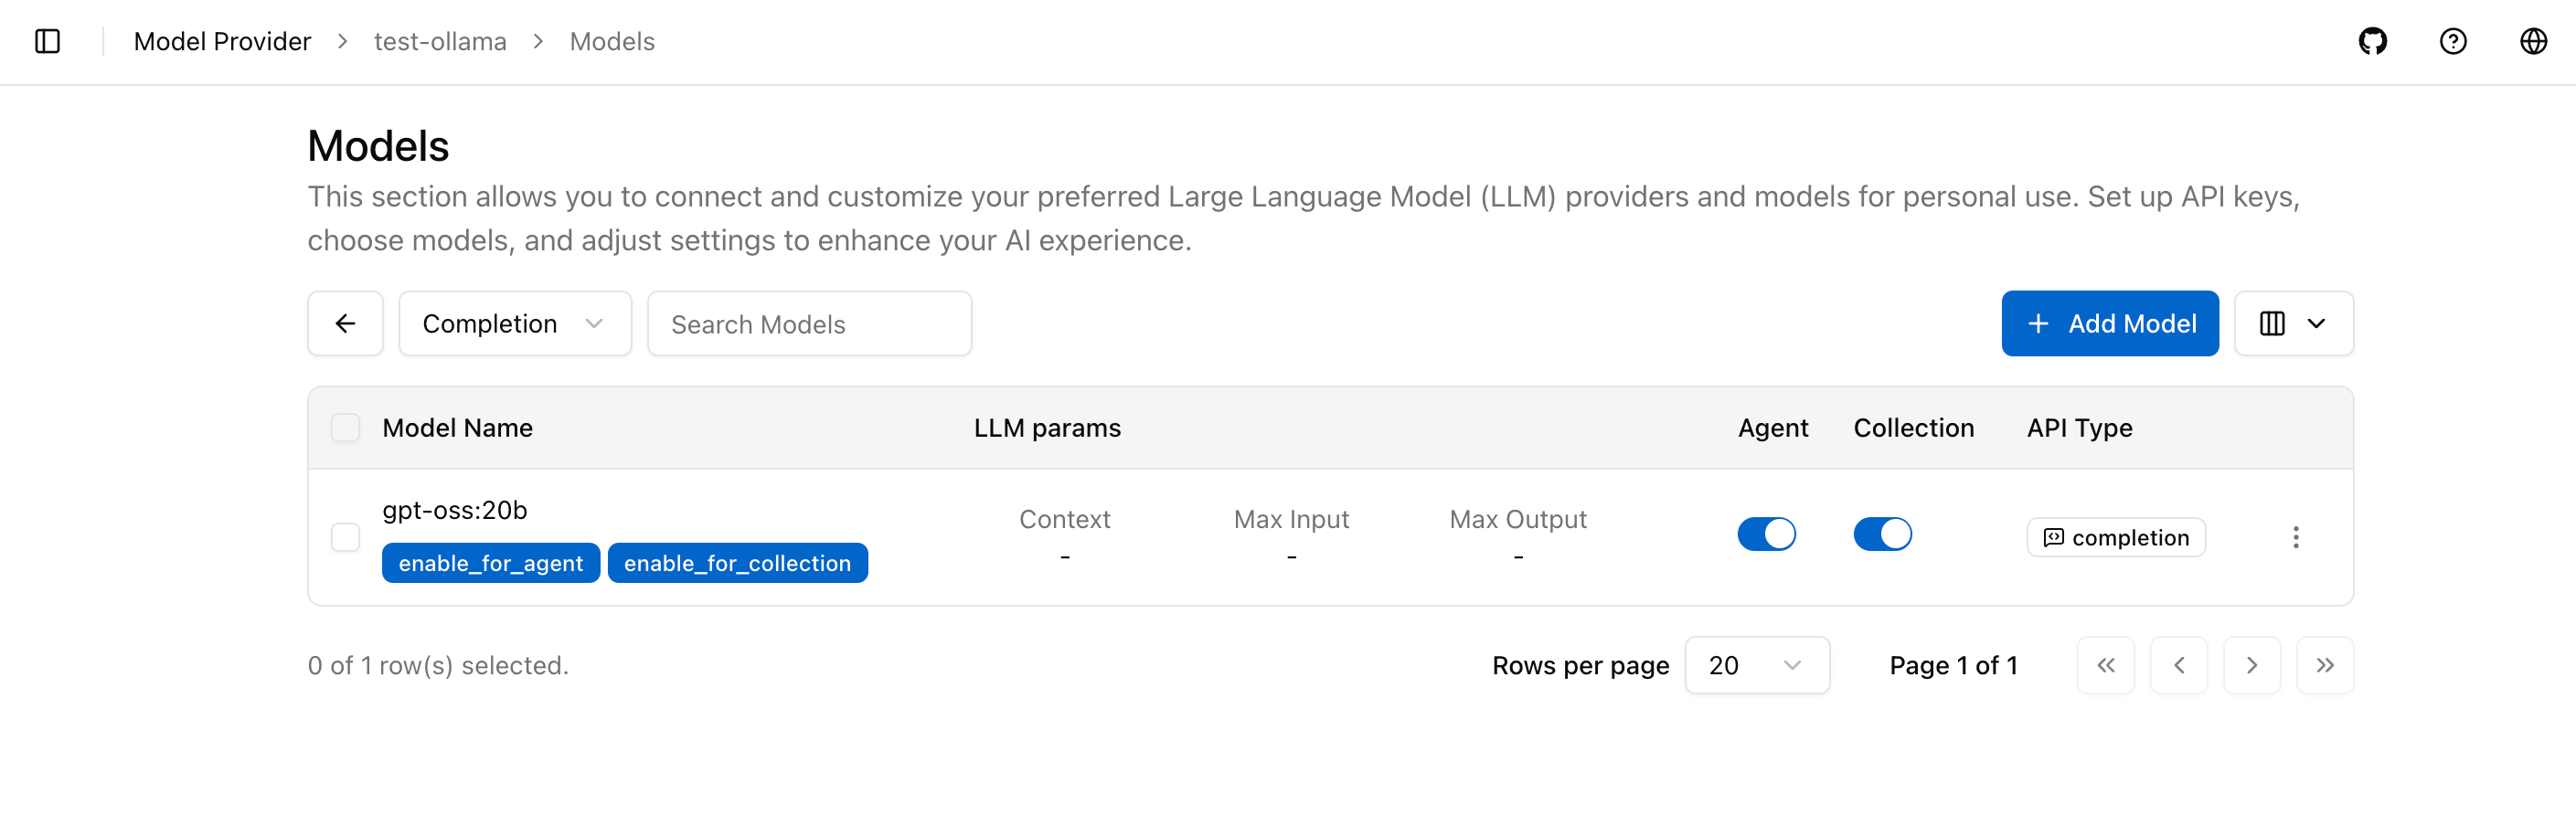 Model Provider > test-ollama > Models
Models
This section allows you to connect and customize your preferred Large Language Model (LLM) providers and models for personal use. Set up API keys,
choose models, and adjust settings to enhance your AI experience.
Completion Search Models + Add Model
Model Name LLM params Agent Collection API Type
gpt-oss:20b
enable_for_agent enable_for_collection
Context Max Input Max Output
- - -
completion
0 of 1 row(s) selected. Rows per page 20 Page 1 of 1